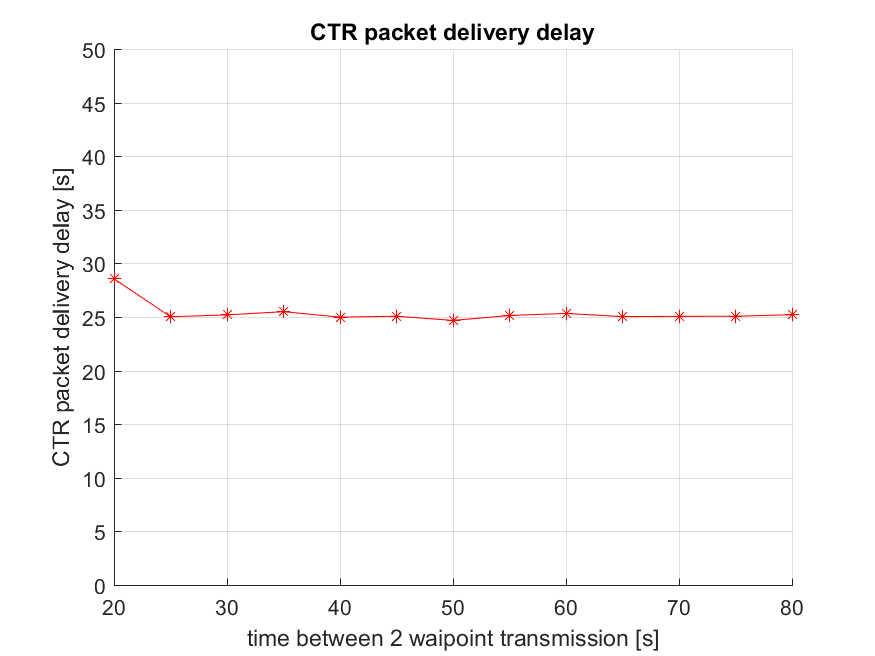 CTR packet delivery delay
50
45
40
35
30
25
20
15
10
5
0
CTR packet delivery delay [s]
20 30 40 50 60 70 80
time between 2 waipoint transmission [s]